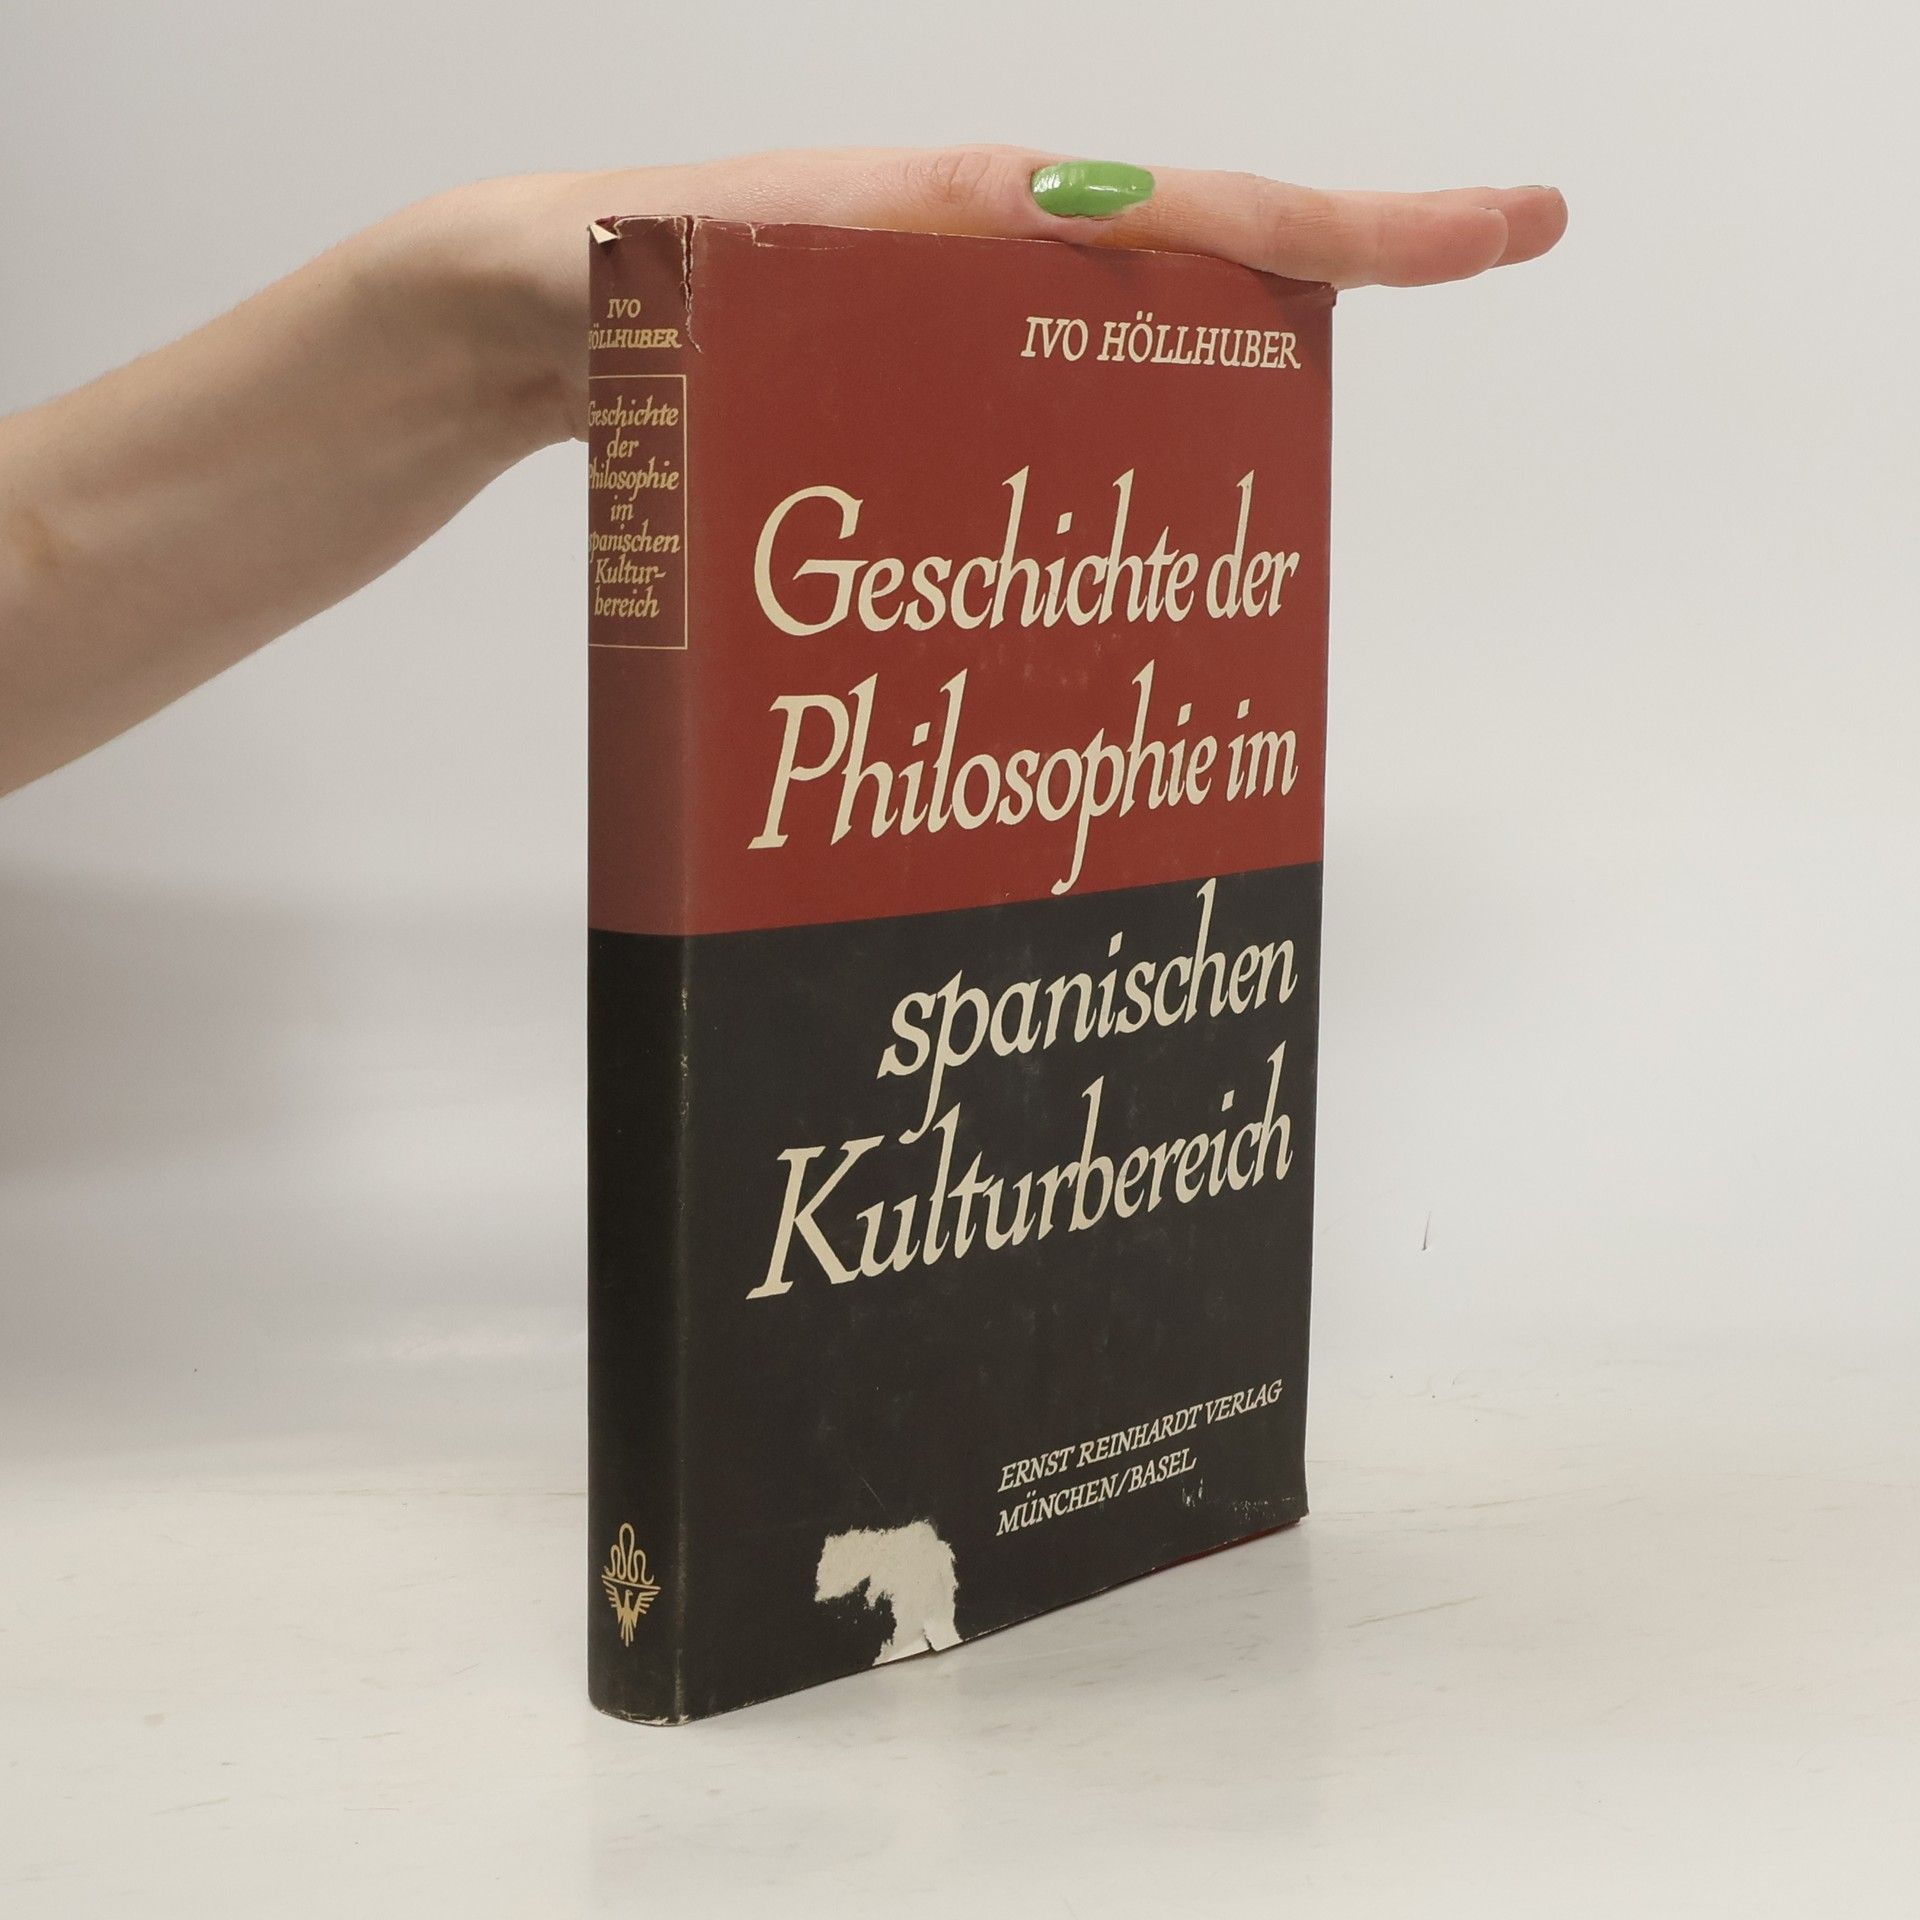 IVO
HÖLLHUBER
Geschichte
der
Philosophie
im
spanischen
Kultur-
bereich
IVO HÖLLHUBER
Geschichte der
Philosophie im
spanischen
Kulturbereich
ERNST REINHARDT VERLAG
MÜNCHEN/BASEL